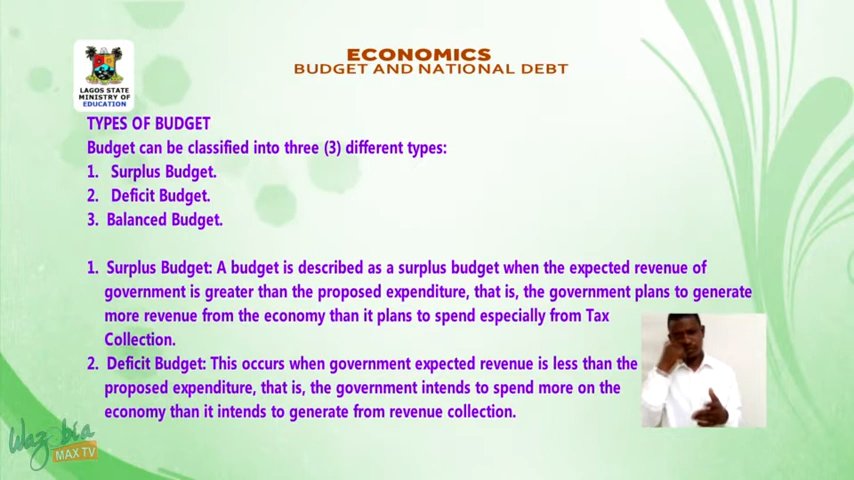 ECONOMICS
BUDGET AND NATIONAL DEBT
LAGOS STATE
MINISTRY OF
EDUCATION
TYPES OF BUDGET
Budget can be classified into three (3) different types:
1. Surplus Budget.
2. Deficit Budget.
3. Balanced Budget.
1. Surplus Budget: A budget is described as a surplus budget when the expected revenue of
government is greater than the proposed expenditure, that is, the government plans to generate
more revenue from the economy than it plans to spend especially from Tax
Collection.
2. Deficit Budget: This occurs when government expected revenue is less than the
proposed expenditure, that is, the government intends to spend more on the
economy than it intends to generate from revenue collection.
Wazobia
MAX TV